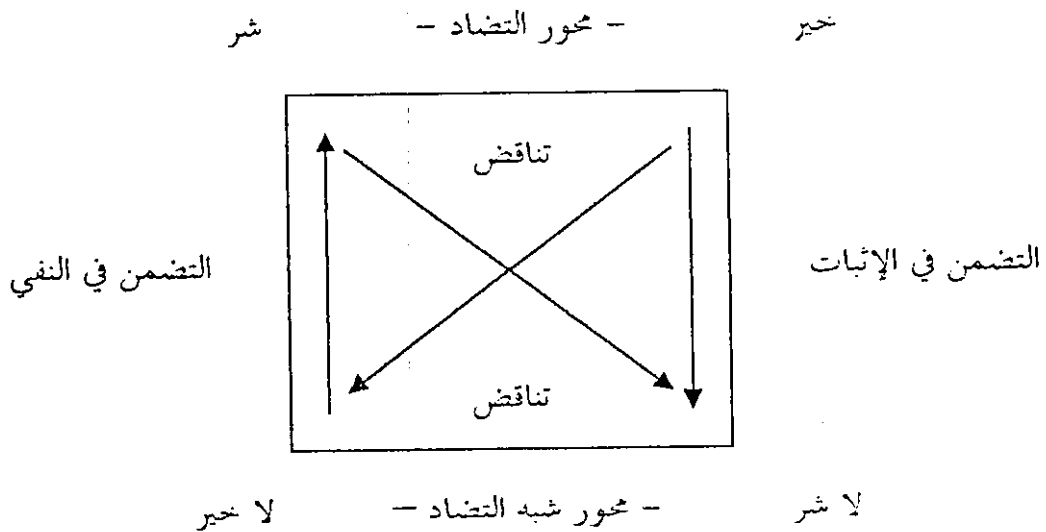 خير - محور التضاد - شر
تناقض
التضمن في الإثبات التضمن في النفي
تناقض
لا شر - محور شبه التضاد - لا خير